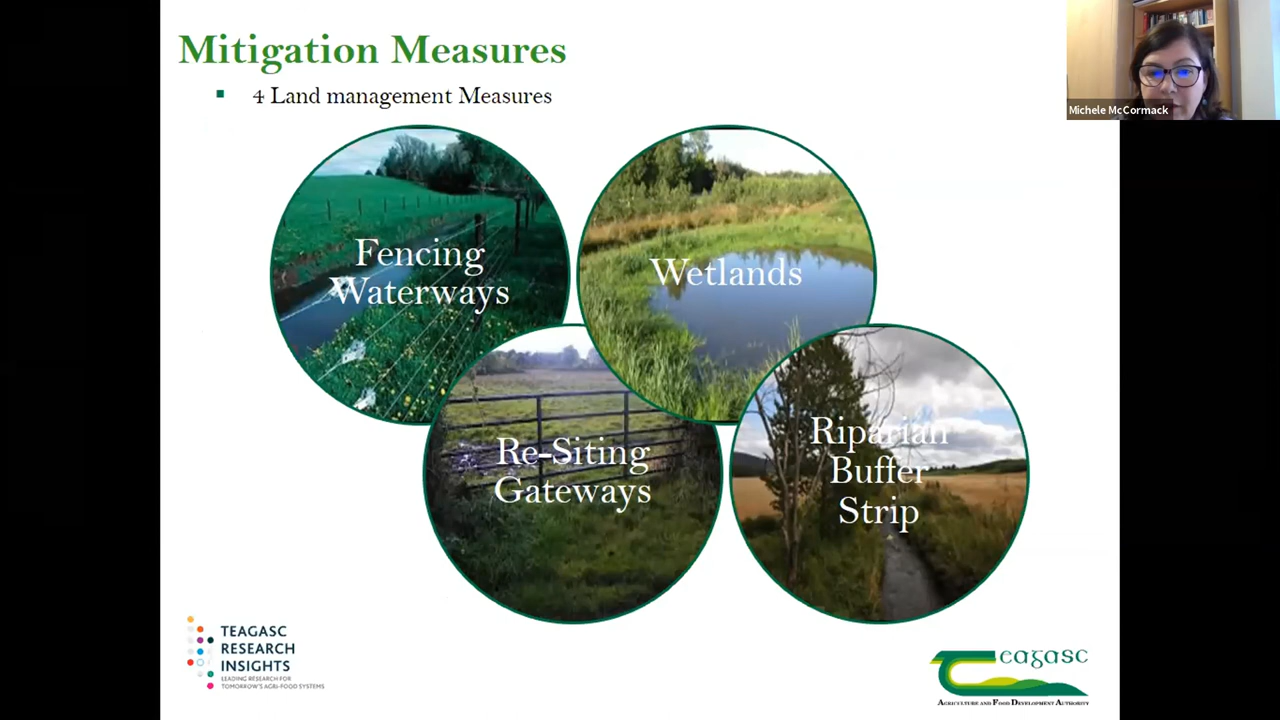 Mitigation Measures
4 Land management Measures
Michele McCormack
Fencing
Waterways
Wetlands
Re-Siting
Gateways
Riparian
Buffer
Strip
TEAGASC
RESEARCH
INSIGHTS
LEADING RESEARCH FOR
TOMORROW'S AGRI-FOOD SYSTEMS
Teagasc
AGRICULTURE AND FOOD DEVELOPMENT AUTHORITY